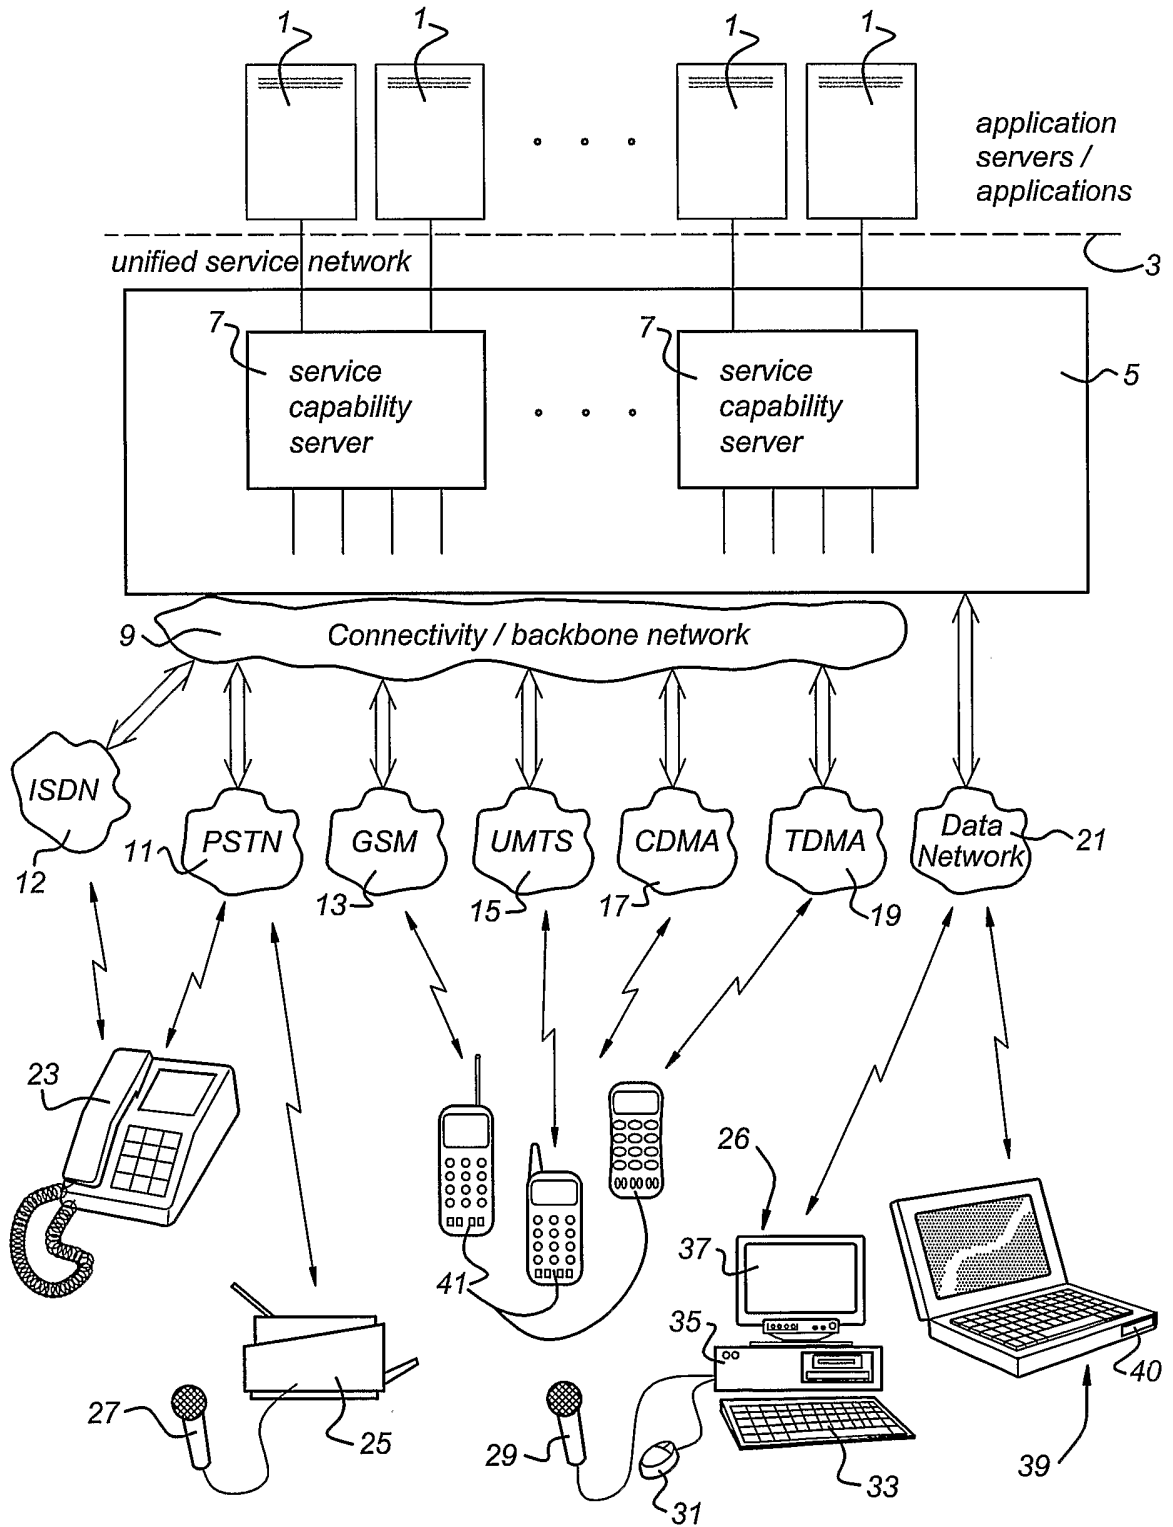 1
1
1
1
application
servers /
applications
unified service network
3
7
service
capability
server
7
service
capability
server
5
9
Connectivity / backbone network
ISDN
12
PSTN
11
GSM
13
UMTS
15
CDMA
17
TDMA
19
Data
Network
21
23
41
26
37
35
27
25
29
31
33
39
40